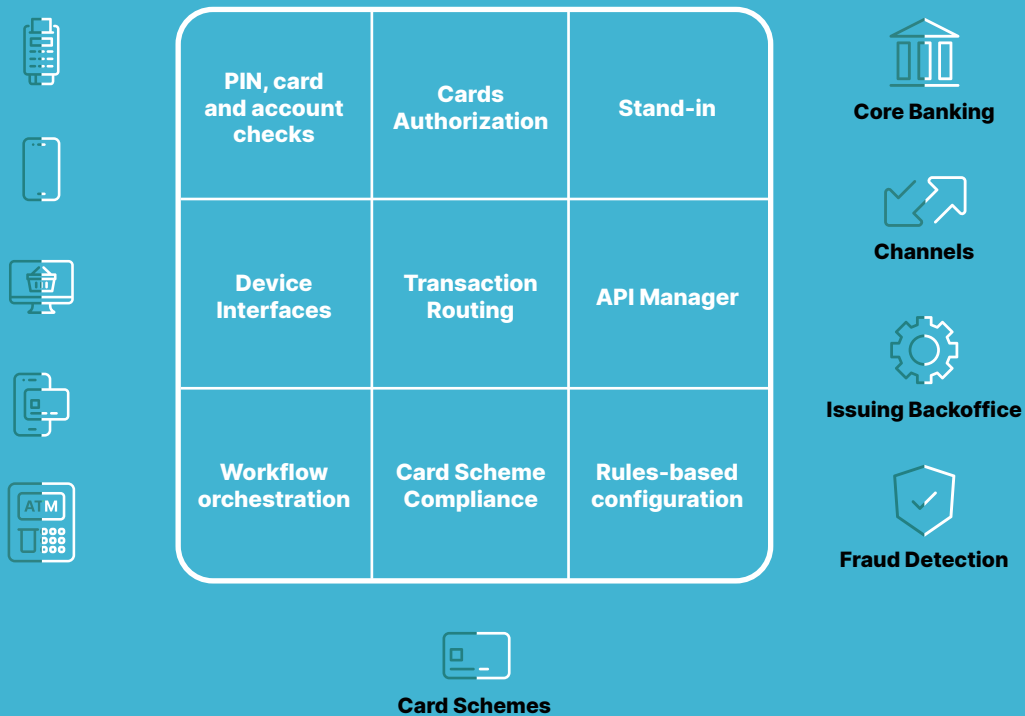 PIN, card
and account
checks
Cards
Authorization
Stand-in
Device
Interfaces
Transaction
Routing
API Manager
Workflow
orchestration
Card Scheme
Compliance
Rules-based
configuration
ATM
Core Banking
Channels
Issuing Backoffice
Fraud Detection
Card Schemes